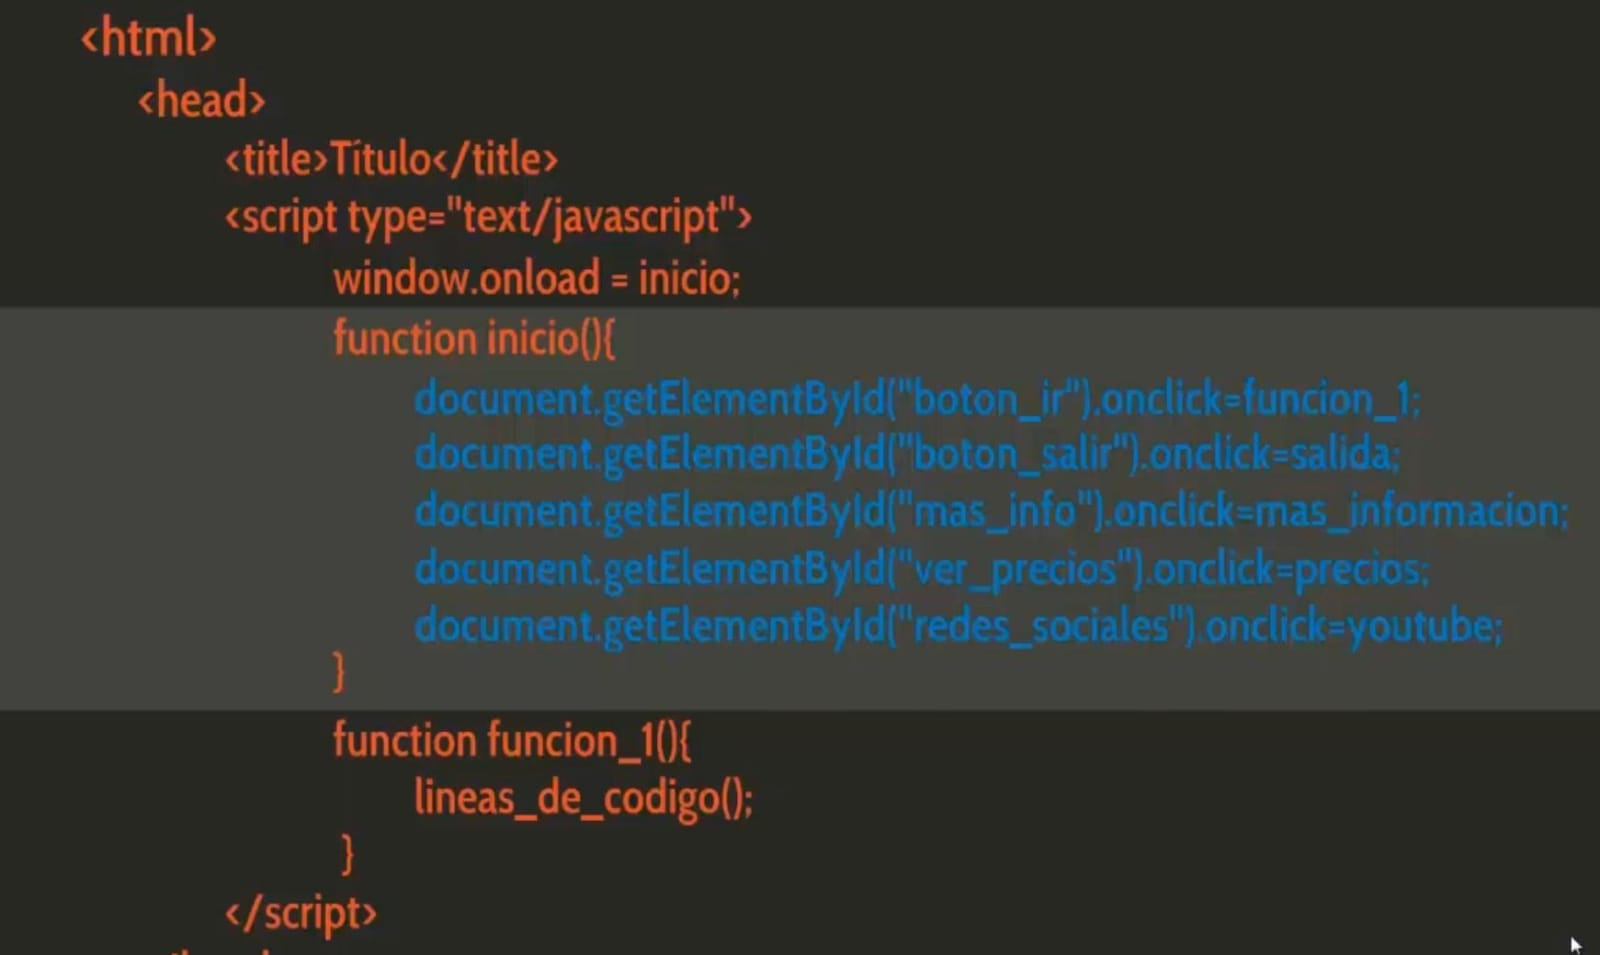 <html>
<head>
<title>Título</title>
<script type="text/javascript">
window.onload = inicio;
function inicio(){
document.getElementById("boton_ir").onclick=funcion_1;
document.getElementById("boton_salir").onclick=salida;
document.getElementById("mas_info").onclick=mas_informacion;
document.getElementById("ver_precios").onclick=precios;
document.getElementById("redes_sociales").onclick=youtube;
}
function funcion_1(){
lineas_de_codigo();
}
</script>